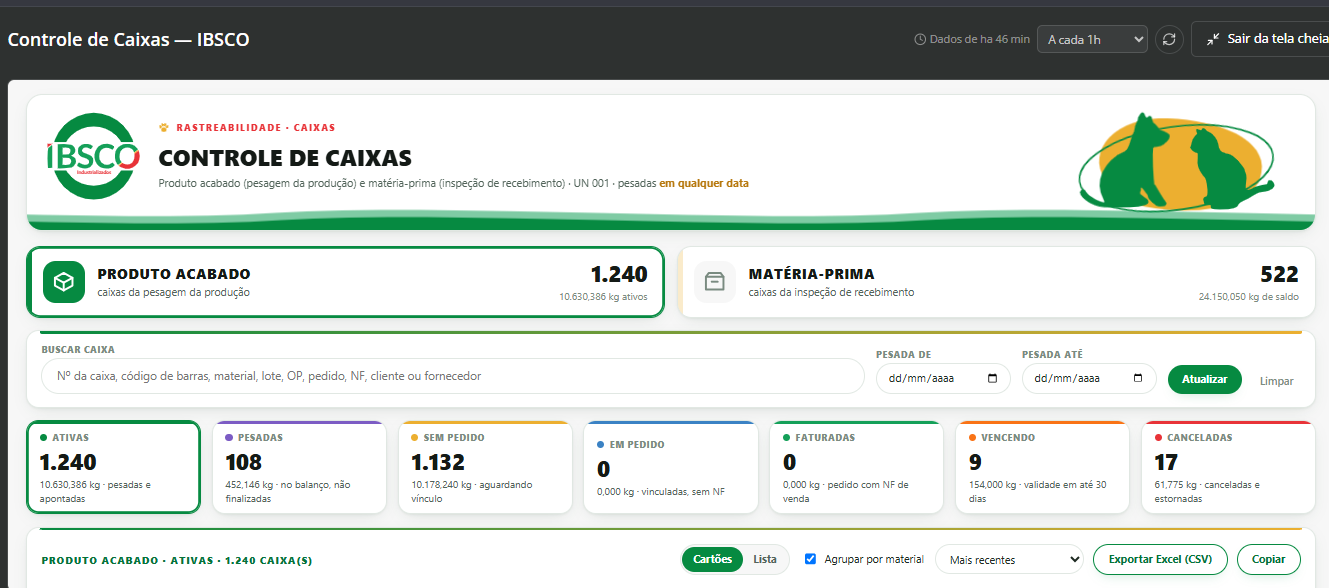 Controle de Caixas — IBSCO
Dados de ha 46 min
A cada 1h
Sair da tela cheia
IBSCO
Industrializados
RASTREABILIDADE · CAIXAS
CONTROLE DE CAIXAS
Produto acabado (pesagem da produção) e matéria-prima (inspeção de recebimento) · UN 001 · pesadas em qualquer data
PRODUTO ACABADO
caixas da pesagem da produção
1.240
10.630,386 kg ativos
MATÉRIA-PRIMA
caixas da inspeção de recebimento
522
24.150,050 kg de saldo
BUSCAR CAIXA
Nº da caixa, código de barras, material, lote, OP, pedido, NF, cliente ou fornecedor
PESADA DE
dd/mm/aaaa
PESADA ATÉ
dd/mm/aaaa
Atualizar
Limpar
ATIVAS
1.240
10.630,386 kg · pesadas e
apontadas
PESADAS
108
452,146 kg · no balanço, não
finalizadas
SEM PEDIDO
1.132
10.178,240 kg · aguardando
vínculo
EM PEDIDO
0
0,000 kg · vinculadas, sem NF
FATURADAS
0
0,000 kg · pedido com NF de
venda
VENCENDO
9
154,000 kg · validade em até 30
dias
CANCELADAS
17
61,775 kg · canceladas e
estornadas
PRODUTO ACABADO · ATIVAS · 1.240 CAIXA(S)
Cartões
Lista
Agrupar por material
Mais recentes
Exportar Excel (CSV)
Copiar